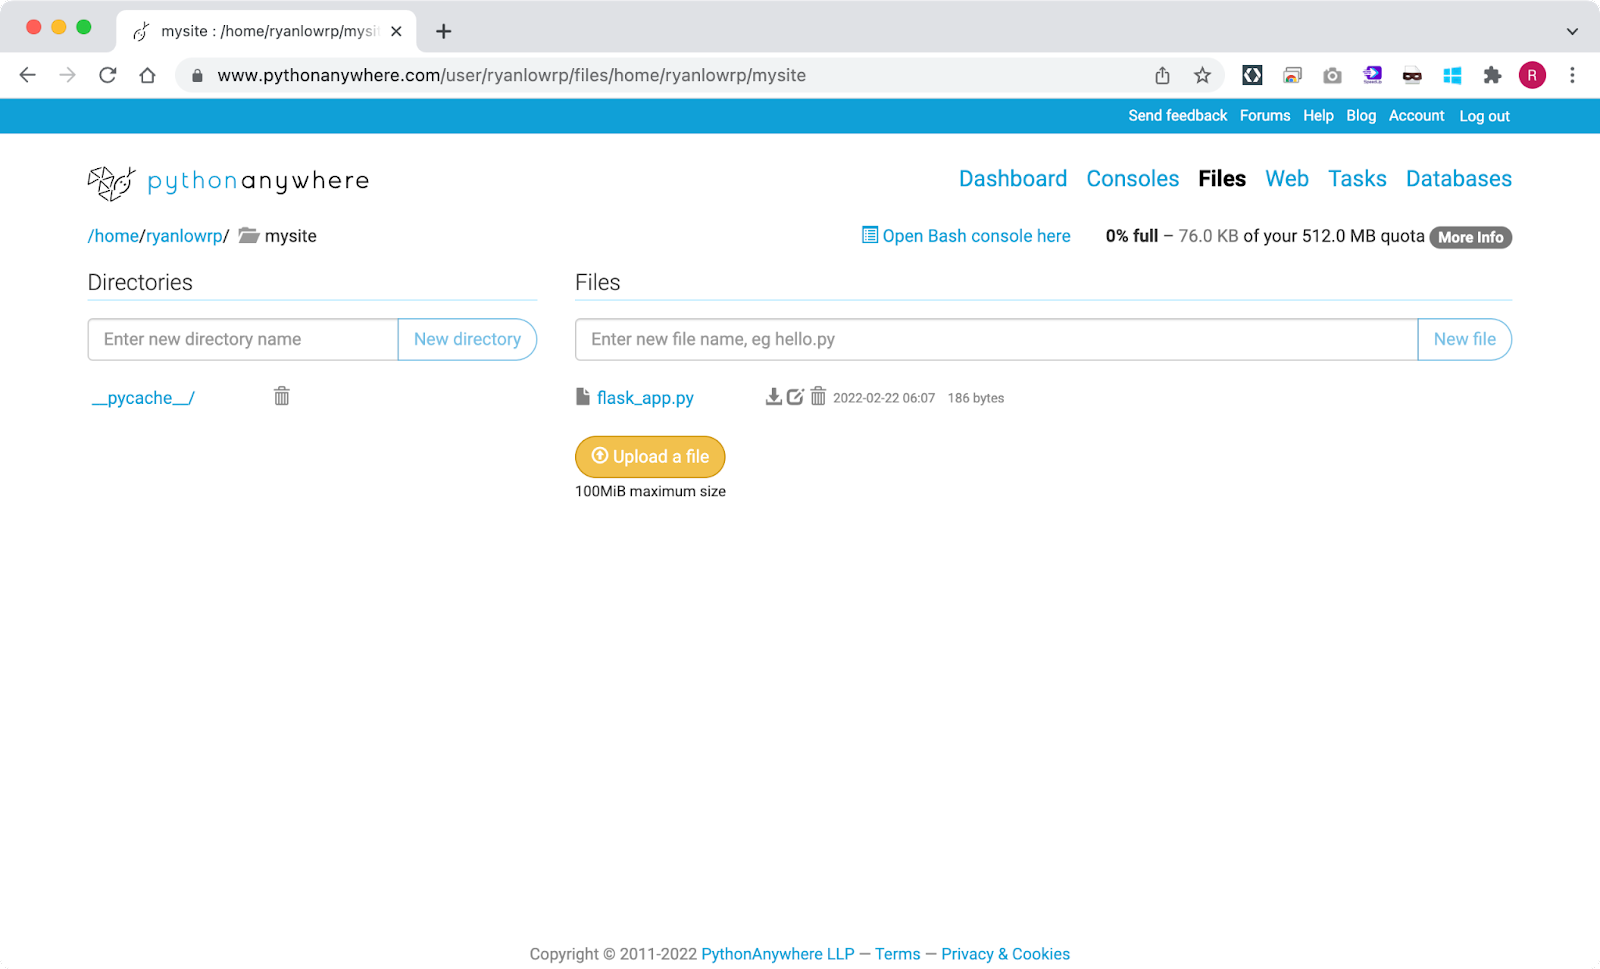 mysite : /home/ryanlowrp/mysi
www.pythonanywhere.com/user/ryanlowrp/files/home/ryanlowrp/mysite
R
Send feedback Forums Help Blog Account Log out
pythonanywhere
Dashboard Consoles Files Web Tasks Databases
/home/ryanlowrp/ mysite
Open Bash console here
0% full – 76.0 KB of your 512.0 MB quota More Info
Directories
Files
Enter new directory name New directory
Enter new file name, eg hello.py New file
__pycache__/
flask_app.py 2022-02-22 06:07 186 bytes
Upload a file
100MiB maximum size
Copyright © 2011-2022 PythonAnywhere LLP — Terms — Privacy & Cookies